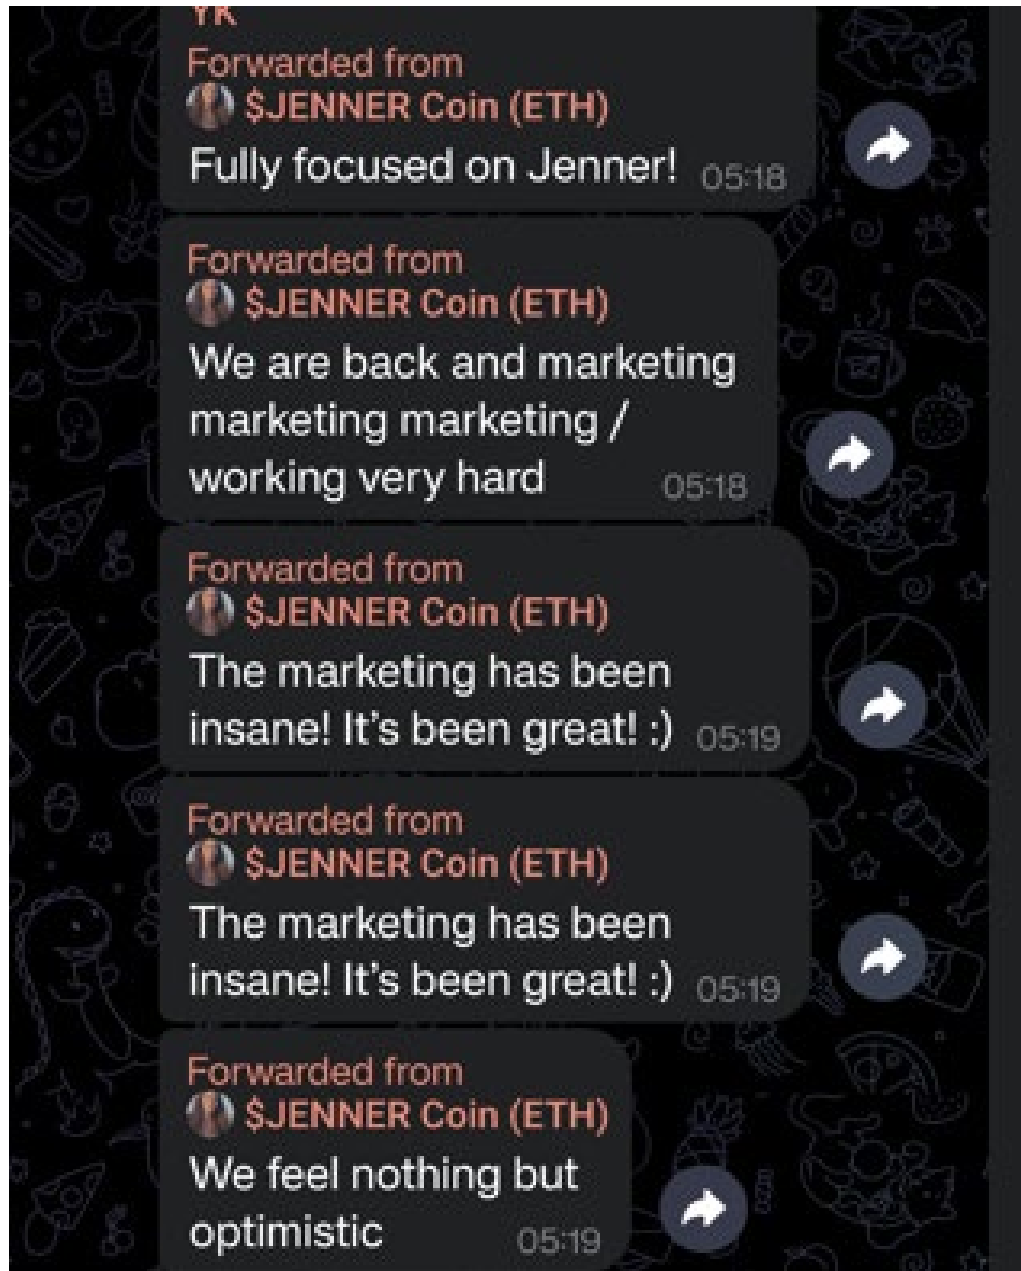 YK
Forwarded from
$JENNER Coin (ETH)
Fully focused on Jenner! 05:18
Forwarded from
$JENNER Coin (ETH)
We are back and marketing
marketing marketing /
working very hard 05:18
Forwarded from
$JENNER Coin (ETH)
The marketing has been
insane! It's been great! :) 05:19
Forwarded from
$JENNER Coin (ETH)
The marketing has been
insane! It's been great! :) 05:19
Forwarded from
$JENNER Coin (ETH)
We feel nothing but
optimistic 05:19